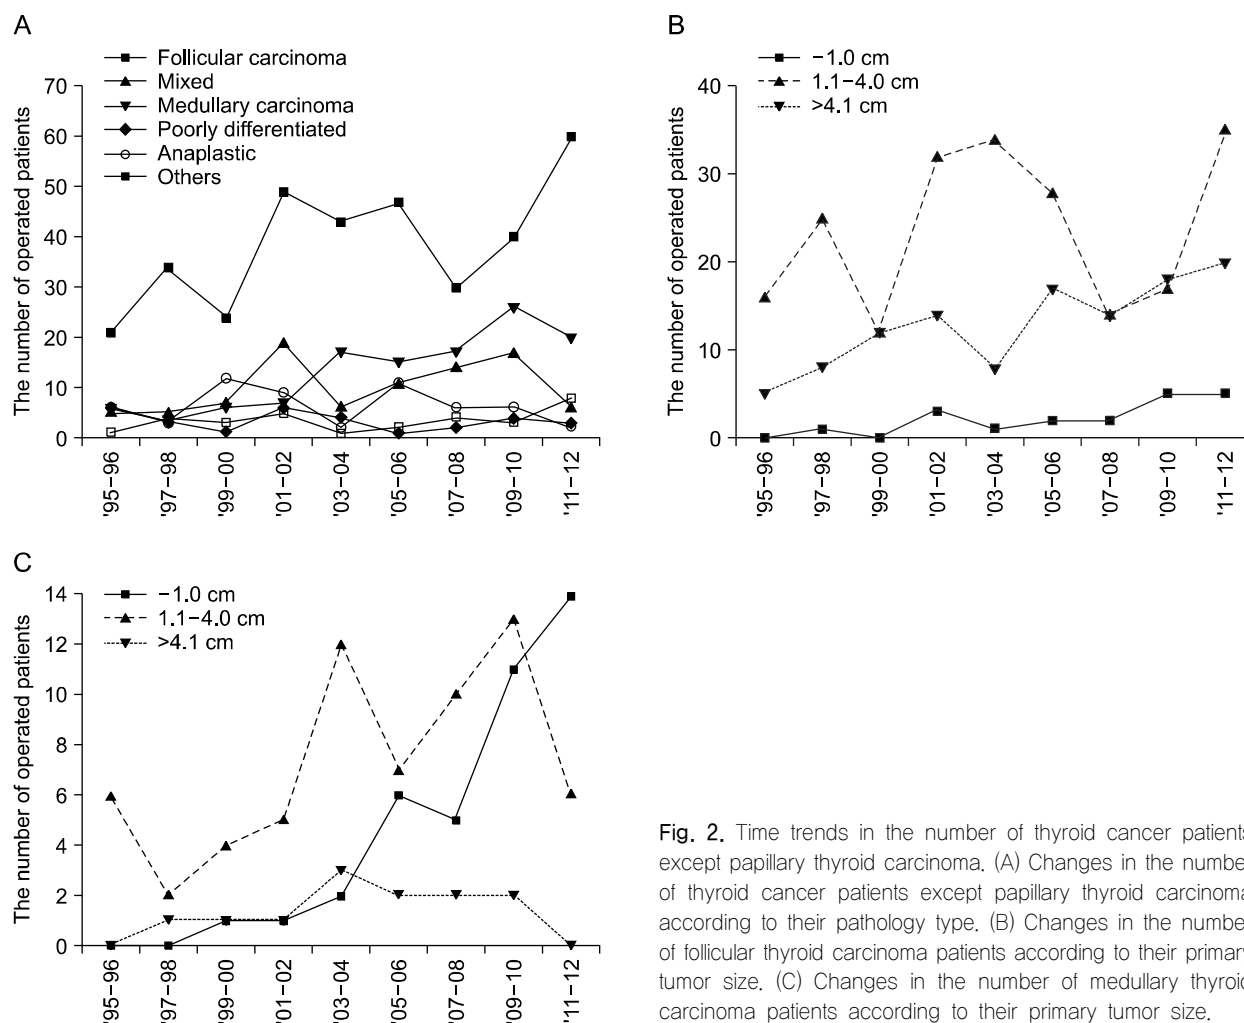 A
Follicular carcinoma
Mixed
Medullary carcinoma
Poorly differentiated
Anaplastic
Others
The number of operated patients
70
60
50
40
30
20
10
0
'95−96
'97−98
'99−00
'01−02
'03−04
'05−06
'07−08
'09−10
'11−12
B
−1.0 cm
1.1−4.0 cm
>4.1 cm
The number of operated patients
40
30
20
10
0
'95−96
'97−98
'99−00
'01−02
'03−04
'05−06
'07−08
'09−10
'11−12
C
−1.0 cm
1.1−4.0 cm
>4.1 cm
The number of operated patients
14
12
10
8
6
4
2
0
'95−96
'97−98
'99−00
'01−02
'03−04
'05−06
'07−08
'09−10
'11−12
Fig. 2. Time trends in the number of thyroid cancer patients
except papillary thyroid carcinoma. (A) Changes in the number
of thyroid cancer patients except papillary thyroid carcinoma
according to their pathology type. (B) Changes in the number
of follicular thyroid carcinoma patients according to their primary
tumor size. (C) Changes in the number of medullary thyroid
carcinoma patients according to their primary tumor size.